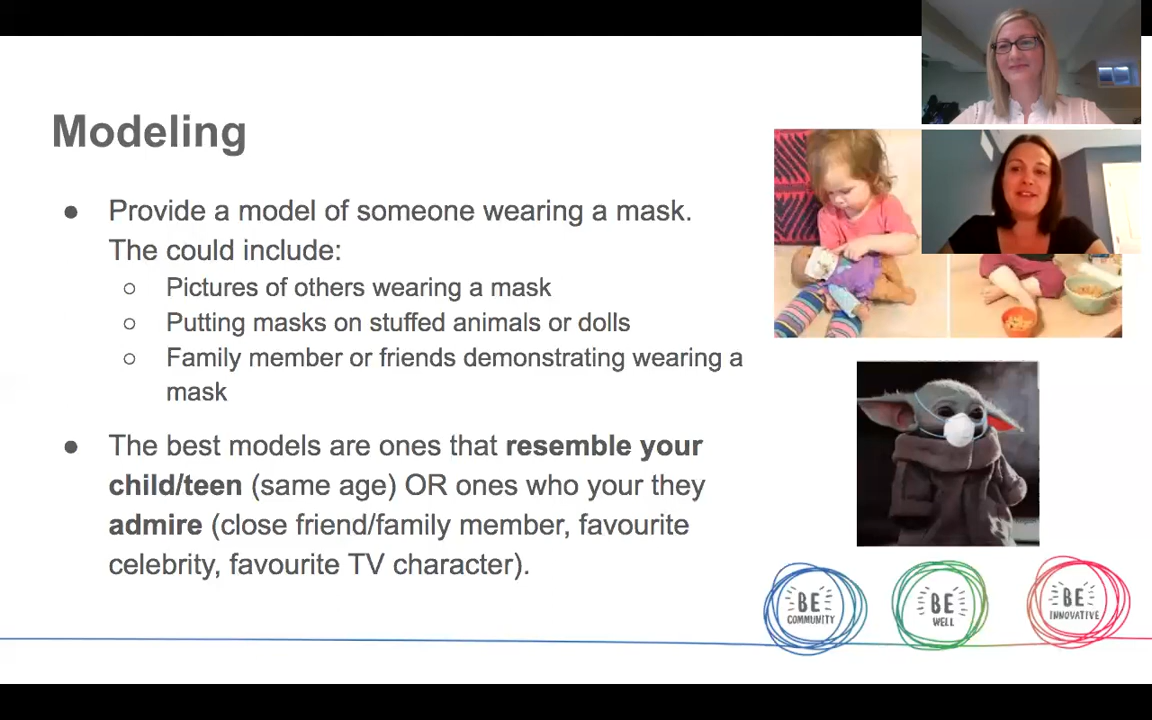 Modeling
● Provide a model of someone wearing a mask.
The could include:
○ Pictures of others wearing a mask
○ Putting masks on stuffed animals or dolls
○ Family member or friends demonstrating wearing a
mask
● The best models are ones that resemble your
child/teen (same age) OR ones who your they
admire (close friend/family member, favourite
celebrity, favourite TV character).
BE
COMMUNITY
BE
WELL
BE
INNOVATIVE